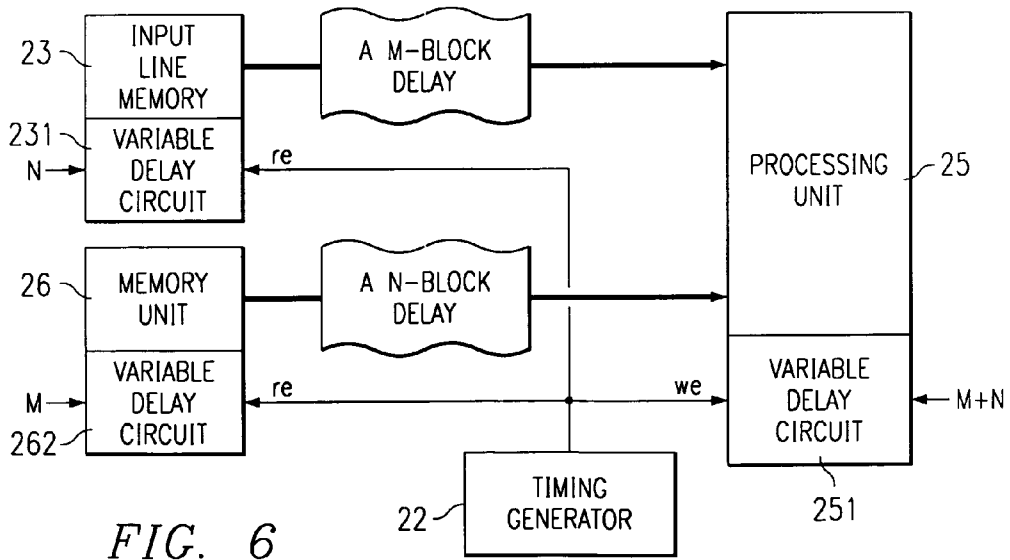 23
INPUT
LINE
MEMORY
A M-BLOCK
DELAY
231
VARIABLE
DELAY
CIRCUIT
N
re
PROCESSING
UNIT
25
26
MEMORY
UNIT
A N-BLOCK
DELAY
M
VARIABLE
DELAY
CIRCUIT
262
re
we
VARIABLE
DELAY
CIRCUIT
M+N
251
22
TIMING
GENERATOR
FIG. 6